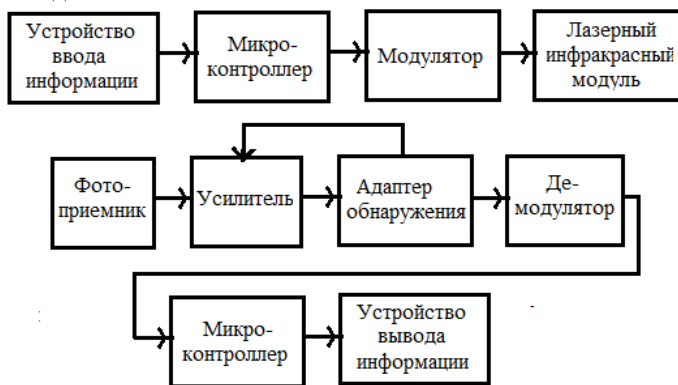 Устройство
ввода
информации
Микро-
контроллер
Модулятор
Лазерный
инфракрасный
модуль
Фото-
приемник
Усилитель
Адаптер
обнаружения
Де-
модулятор
Микро-
контроллер
Устройство
вывода
информации